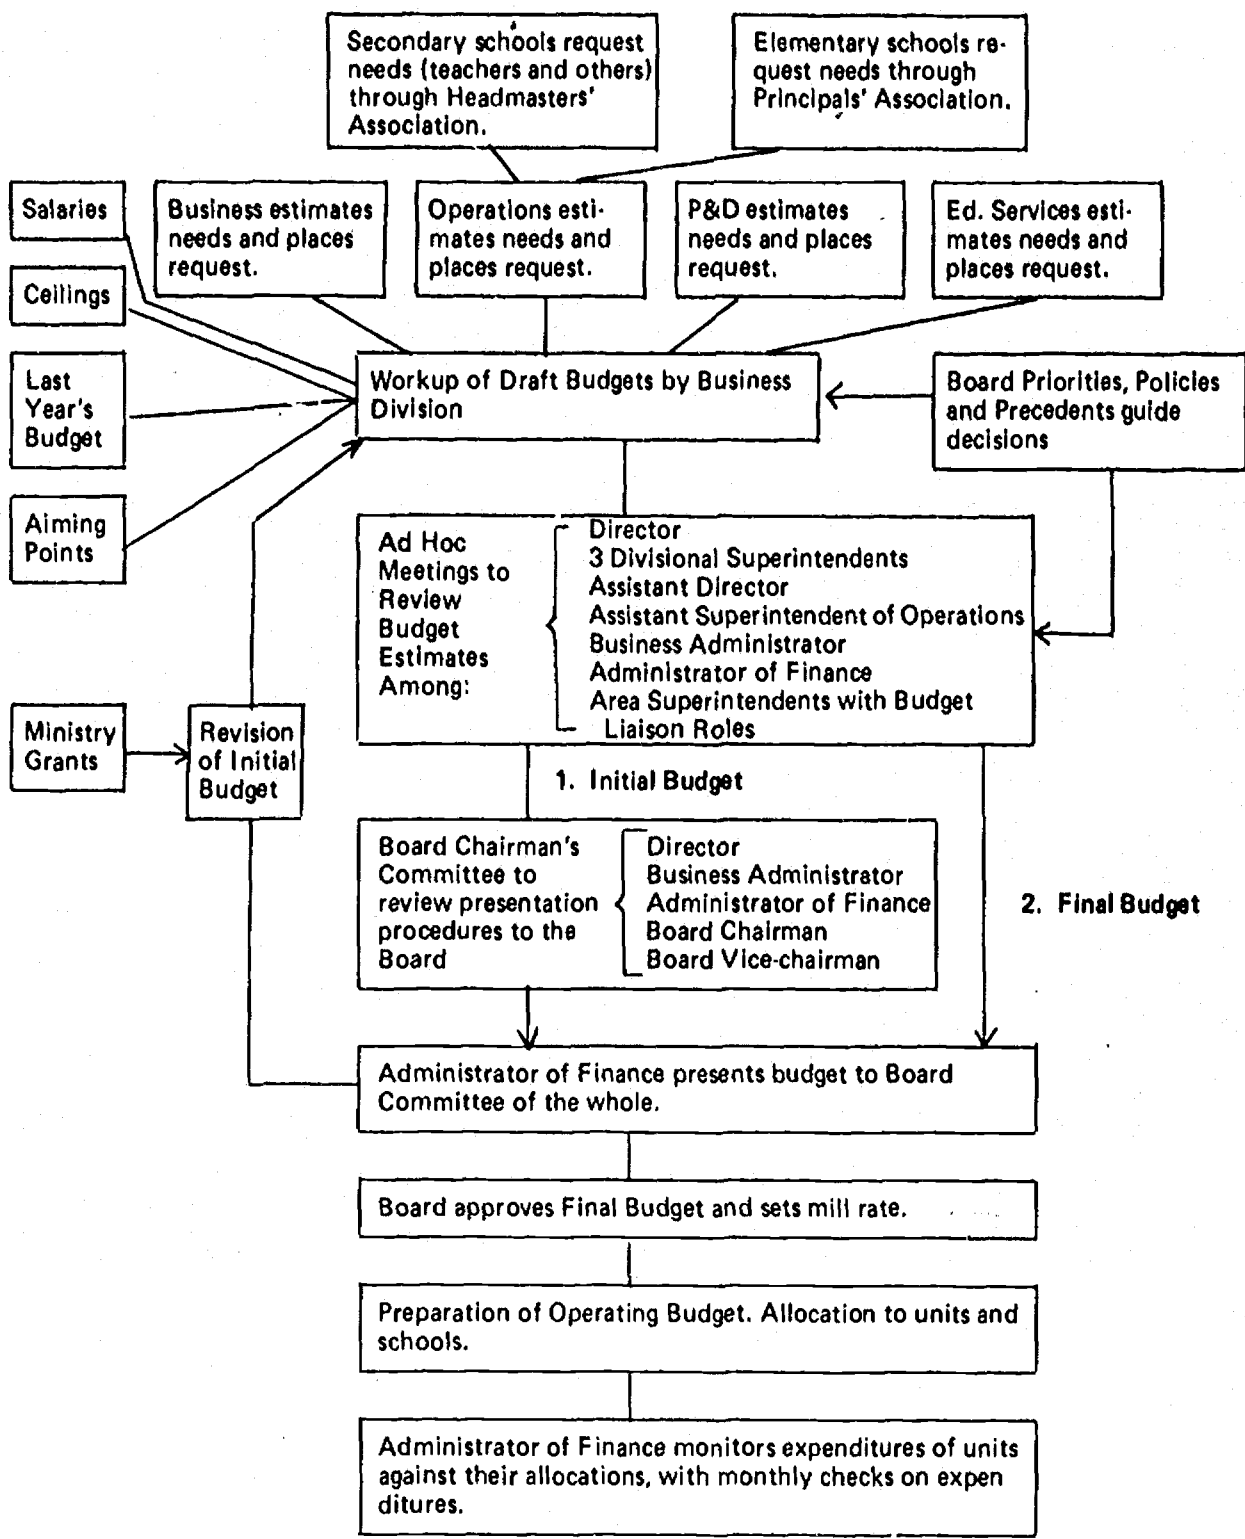 Secondary schools request
needs (teachers and others)
through Headmasters'
Association.
Elementary schools re-
quest needs through
Principals' Association.
Salaries
Business estimates
needs and places
request.
Operations esti-
mates needs and
places request.
P&D estimates
needs and places
request.
Ed. Services esti-
mates needs and
places request.
Ceilings
Last
Year's
Budget
Workup of Draft Budgets by Business
Division
Board Priorities, Policies
and Precedents guide
decisions
Aiming
Points
Ad Hoc
Meetings to
Review
Budget
Estimates
Among:
Director
3 Divisional Superintendents
Assistant Director
Assistant Superintendent of Operations
Business Administrator
Administrator of Finance
Area Superintendents with Budget
Liaison Roles
Ministry
Grants
Revision
of Initial
Budget
1. Initial Budget
Board Chairman's
Committee to
review presentation
procedures to the
Board
Director
Business Administrator
Administrator of Finance
Board Chairman
Board Vice-chairman
2. Final Budget
Administrator of Finance presents budget to Board
Committee of the whole.
Board approves Final Budget and sets mill rate.
Preparation of Operating Budget. Allocation to units and
schools.
Administrator of Finance monitors expenditures of units
against their allocations, with monthly checks on expen
ditures.